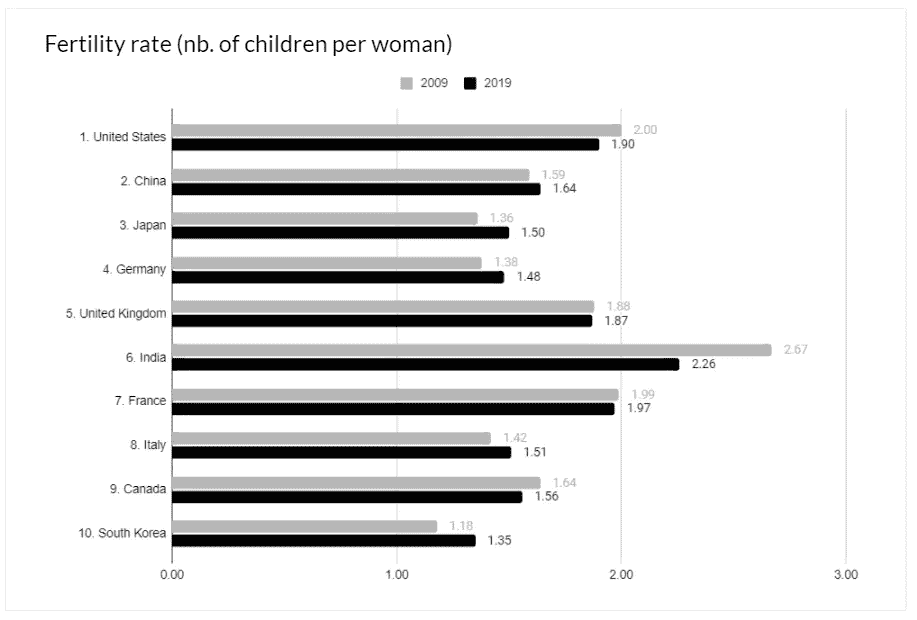 Fertility rate (nb. of children per woman)
2009 2019
1. United States 2.00
1.90
2. China 1.59
1.64
3. Japan 1.36
1.50
4. Germany 1.38
1.48
5. United Kingdom 1.88
1.87
6. India 2.67
2.26
7. France 1.99
1.97
8. Italy 1.42
1.51
9. Canada 1.64
1.56
10. South Korea 1.18
1.35
0.00 1.00 2.00 3.00